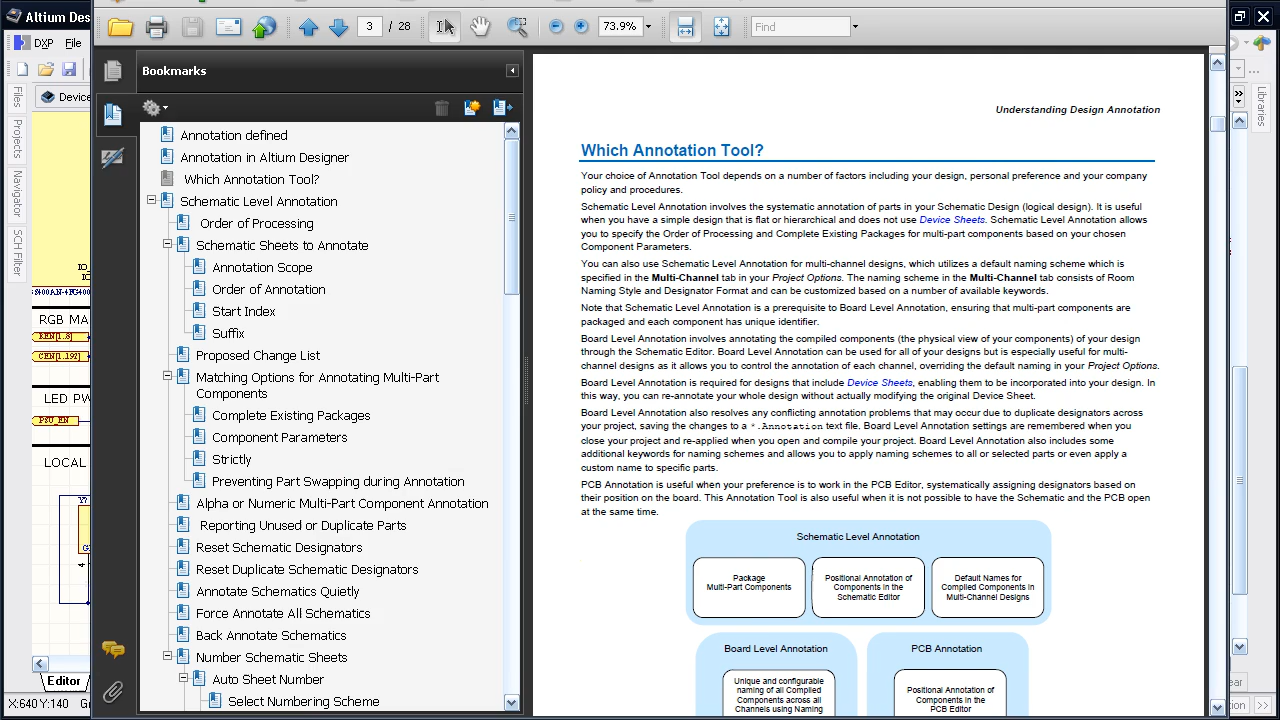 Altium Des
DXP File
Device
Files
Projects
Navigator
SCH Filter
IO_
S400AN-4FG400
RGB MA
REN[1..8]
CEN[1..192]
LED PW
PSU_EN
LOCAL
Editor
X:640 Y:140
3 / 28
73.9%
Find
Bookmarks
Annotation defined
Annotation in Altium Designer
Which Annotation Tool?
Schematic Level Annotation
Order of Processing
Schematic Sheets to Annotate
Annotation Scope
Order of Annotation
Start Index
Suffix
Proposed Change List
Matching Options for Annotating Multi-Part
Components
Complete Existing Packages
Component Parameters
Strictly
Preventing Part Swapping during Annotation
Alpha or Numeric Multi-Part Component Annotation
Reporting Unused or Duplicate Parts
Reset Schematic Designators
Reset Duplicate Schematic Designators
Annotate Schematics Quietly
Force Annotate All Schematics
Back Annotate Schematics
Number Schematic Sheets
Auto Sheet Number
Select Numbering Scheme
Understanding Design Annotation
Which Annotation Tool?
Your choice of Annotation Tool depends on a number of factors including your design, personal preference and your company
policy and procedures.
Schematic Level Annotation involves the systematic annotation of parts in your Schematic Design (logical design). It is useful
when you have a simple design that is flat or hierarchical and does not use Device Sheets. Schematic Level Annotation allows
you to specify the Order of Processing and Complete Existing Packages for multi-part components based on your chosen
Component Parameters.
You can also use Schematic Level Annotation for multi-channel designs, which utilizes a default naming scheme which is
specified in the Multi-Channel tab in your Project Options. The naming scheme in the Multi-Channel tab consists of Room
Naming Style and Designator Format and can be customized based on a number of available keywords.
Note that Schematic Level Annotation is a prerequisite to Board Level Annotation, ensuring that multi-part components are
packaged and each component has unique identifier.
Board Level Annotation involves annotating the compiled components (the physical view of your components) of your design
through the Schematic Editor. Board Level Annotation can be used for all of your designs but is especially useful for multi-
channel designs as it allows you to control the annotation of each channel, overriding the default naming in your Project Options.
Board Level Annotation is required for designs that include Device Sheets, enabling them to be incorporated into your design. In
this way, you can re-annotate your whole design without actually modifying the original Device Sheet.
Board Level Annotation also resolves any conflicting annotation problems that may occur due to duplicate designators across
your project, saving the changes to a *.Annotation text file. Board Level Annotation settings are remembered when you
close your project and re-applied when you open and compile your project. Board Level Annotation also includes some
additional keywords for naming schemes and allows you to apply naming schemes to all or selected parts or even apply a
custom name to specific parts.
PCB Annotation is useful when your preference is to work in the PCB Editor, systematically assigning designators based on
their position on the board. This Annotation Tool is also useful when it is not possible to have the Schematic and the PCB open
at the same time.
Schematic Level Annotation
Package
Multi-Part Components
Positional Annotation of
Components in the
Schematic Editor
Default Names for
Compiled Components in
Multi-Channel Designs
Board Level Annotation
Unique and configurable
naming of all Compiled
Components across all
Channels using Naming
PCB Annotation
Positional Annotation of
Components in the
PCB Editor
Libraries
ear
ion